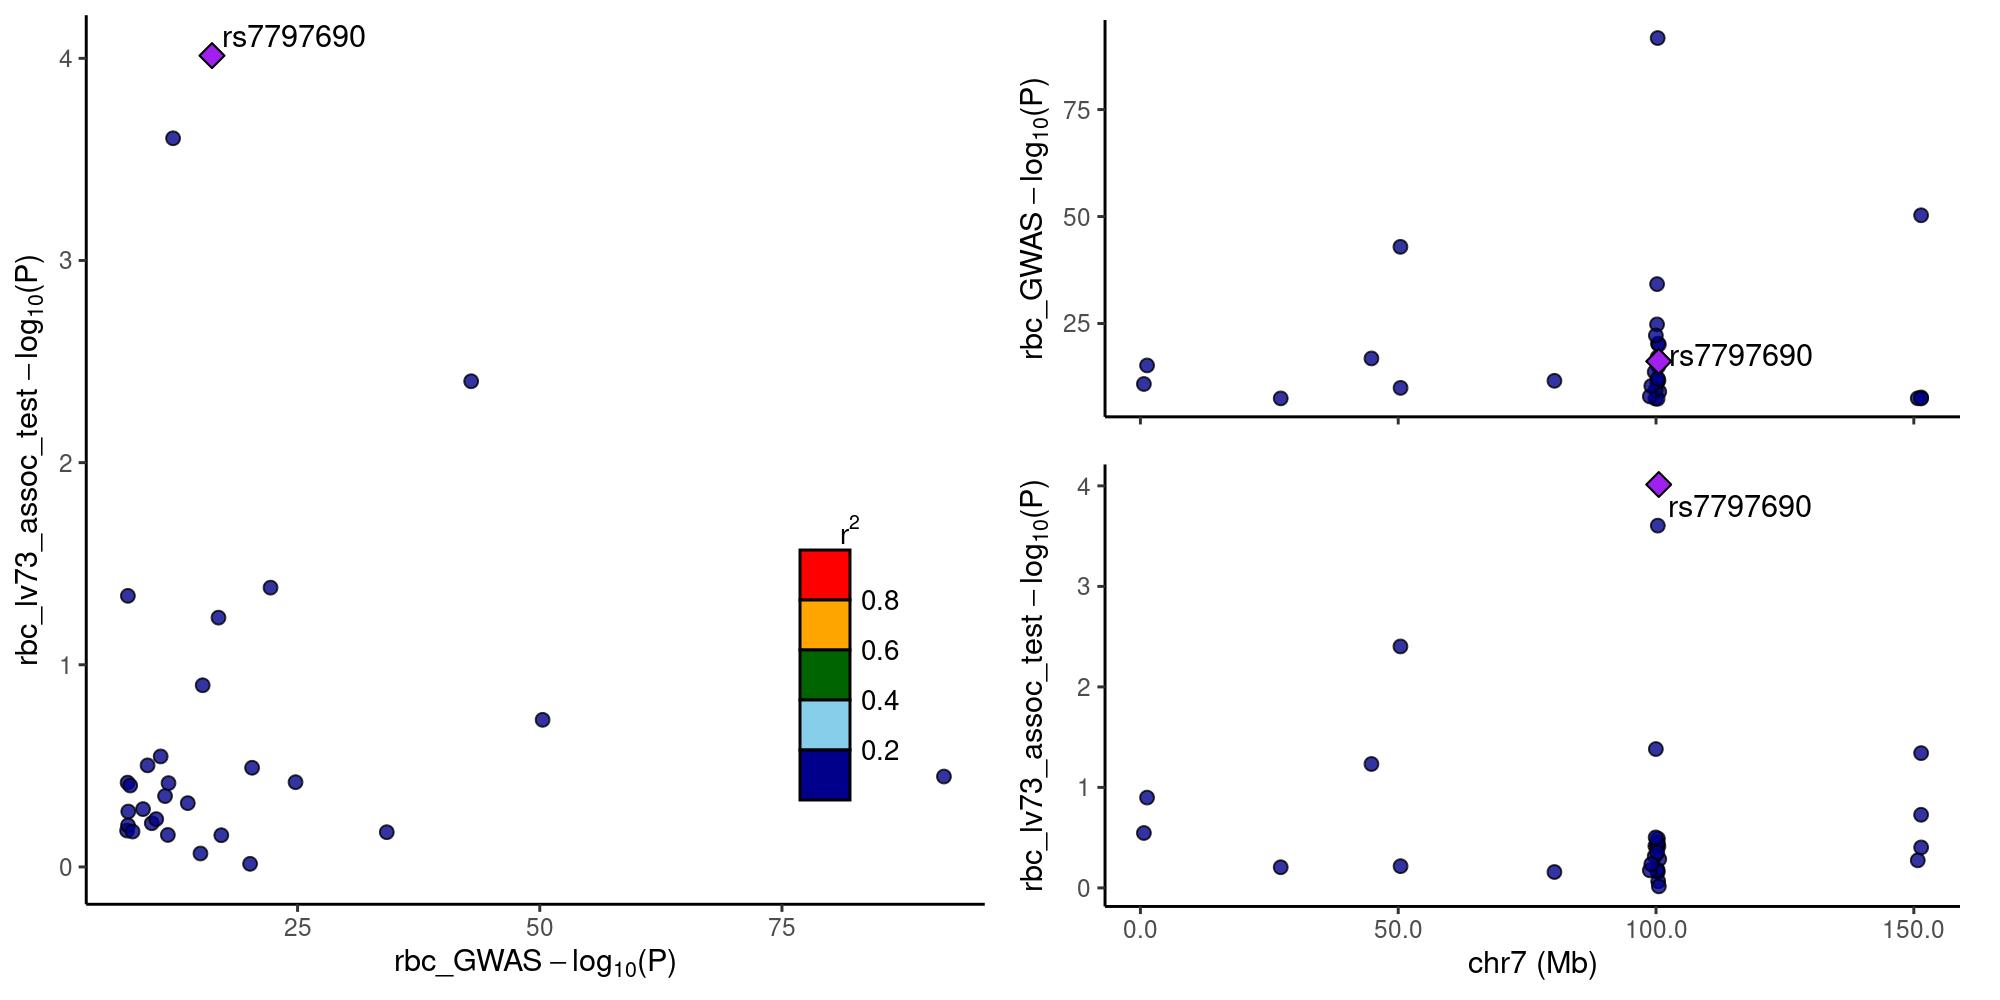 rs7797690
4
3
2
1
0
rbc_lv73_assoc_test − log10(P)
25
50
75
rbc_GWAS − log10(P)
r2
0.8
0.6
0.4
0.2
75
50
25
rbc_GWAS − log10(P)
rs7797690
4
3
2
1
0
rbc_lv73_assoc_test − log10(P)
rs7797690
0.0
50.0
100.0
150.0
chr7 (Mb)